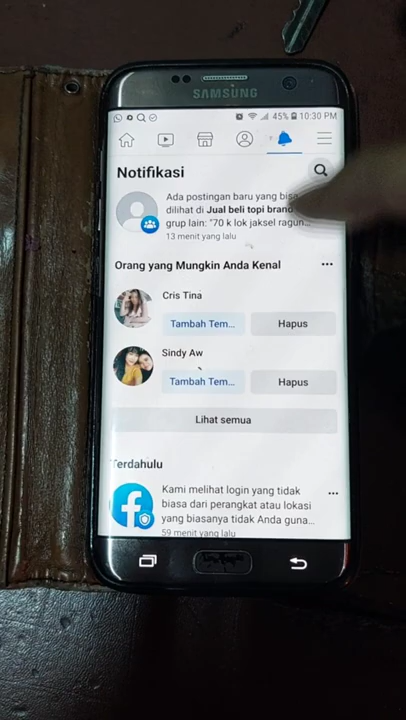 SAMSUNG
45% 10:30 PM
Notifikasi
Ada postingan baru yang bisa
dilihat di Jual beli topi brand
grup lain: "70 k lok jaksel ragun...
13 menit yang lalu
Orang yang Mungkin Anda Kenal
Cris Tina
Tambah Tem...
Hapus
Sindy Aw
Tambah Tem...
Hapus
Lihat semua
Terdahulu
Kami melihat login yang tidak
biasa dari perangkat atau lokasi
yang biasanya tidak Anda guna...
59 menit yang lalu